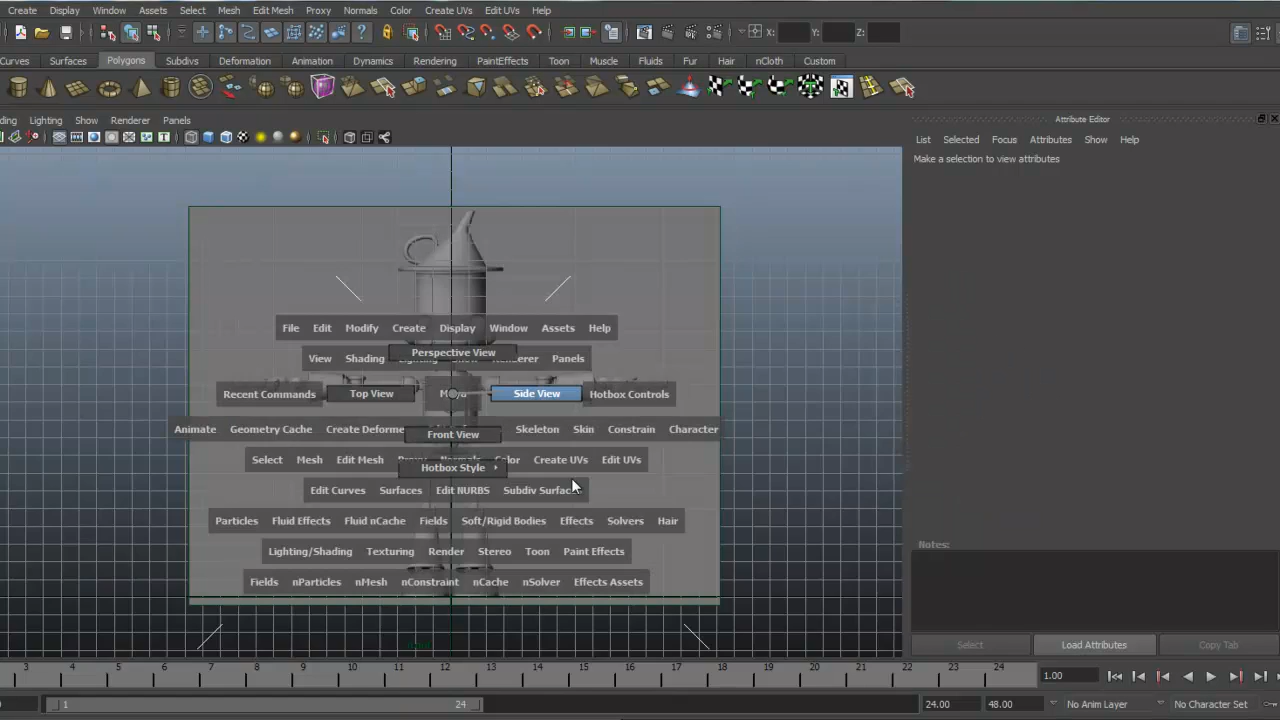 Create Display Window Assets Select Mesh Edit Mesh Proxy Normals Color Create UVs Edit UVs Help
X: Y: Z:
Curves Surfaces Polygons Subdivs Deformation Animation Dynamics Rendering PaintEffects Toon Muscle Fluids Fur Hair nCloth Custom
ding Lighting Show Renderer Panels
Attribute Editor
List Selected Focus Attributes Show Help
Make a selection to view attributes
File Edit Modify Create Display Window Assets Help
Perspective View
View Shading Panels
Recent Commands Top View Side View Hotbox Controls
Animate Geometry Cache Create Deforme Skeleton Skin Constrain Character
Front View
Select Mesh Edit Mesh Color Create UVs Edit UVs
Hotbox Style
Edit Curves Surfaces Edit NURBS Subdiv Surfac
Particles Fluid Effects Fluid nCache Fields Soft/Rigid Bodies Effects Solvers Hair
Notes:
Lighting/Shading Texturing Render Stereo Toon Paint Effects
Fields nParticles nMesh nConstraint nCache nSolver Effects Assets
Select Load Attributes Copy Tab
3 4 5 6 7 8 9 10 11 12 13 14 15 16 17 18 19 20 21 22 23 24 1.00
1 24 24.00 48.00 No Anim Layer No Character Set